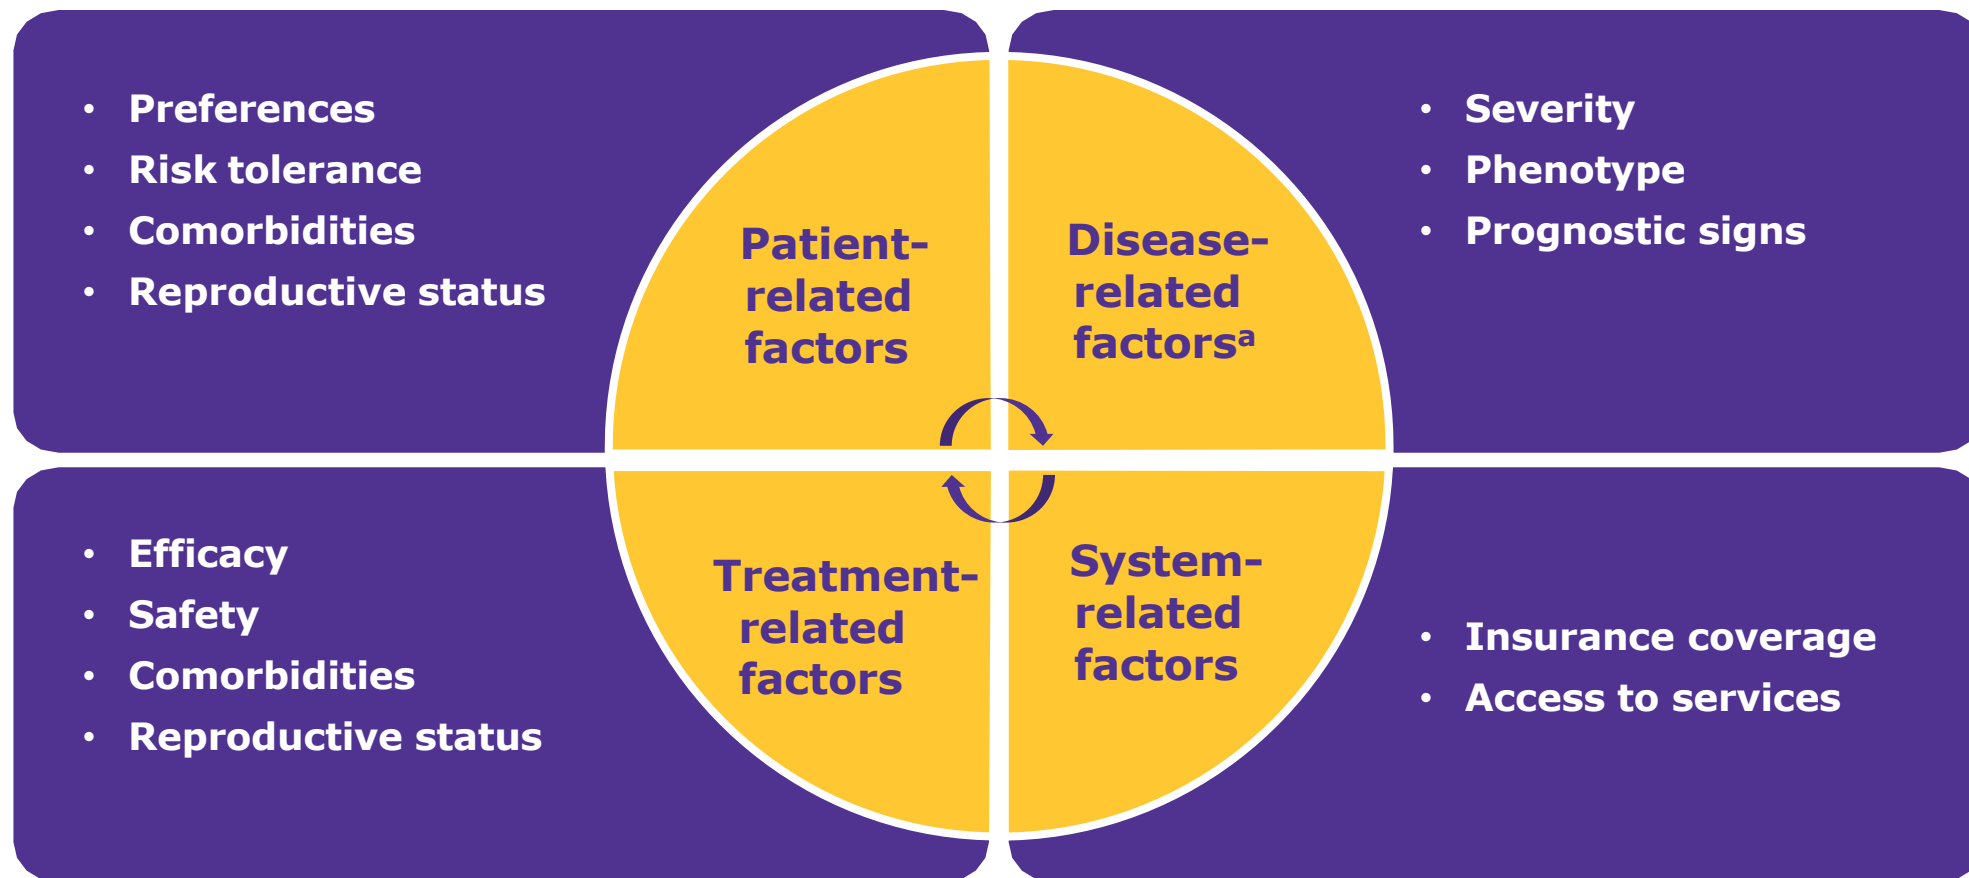 • Preferences
• Risk tolerance
• Comorbidities
• Reproductive status
Patient-
related
factors
Disease-
related
factorsᵃ
• Severity
• Phenotype
• Prognostic signs
• Efficacy
• Safety
• Comorbidities
• Reproductive status
Treatment-
related
factors
System-
related
factors
• Insurance coverage
• Access to services